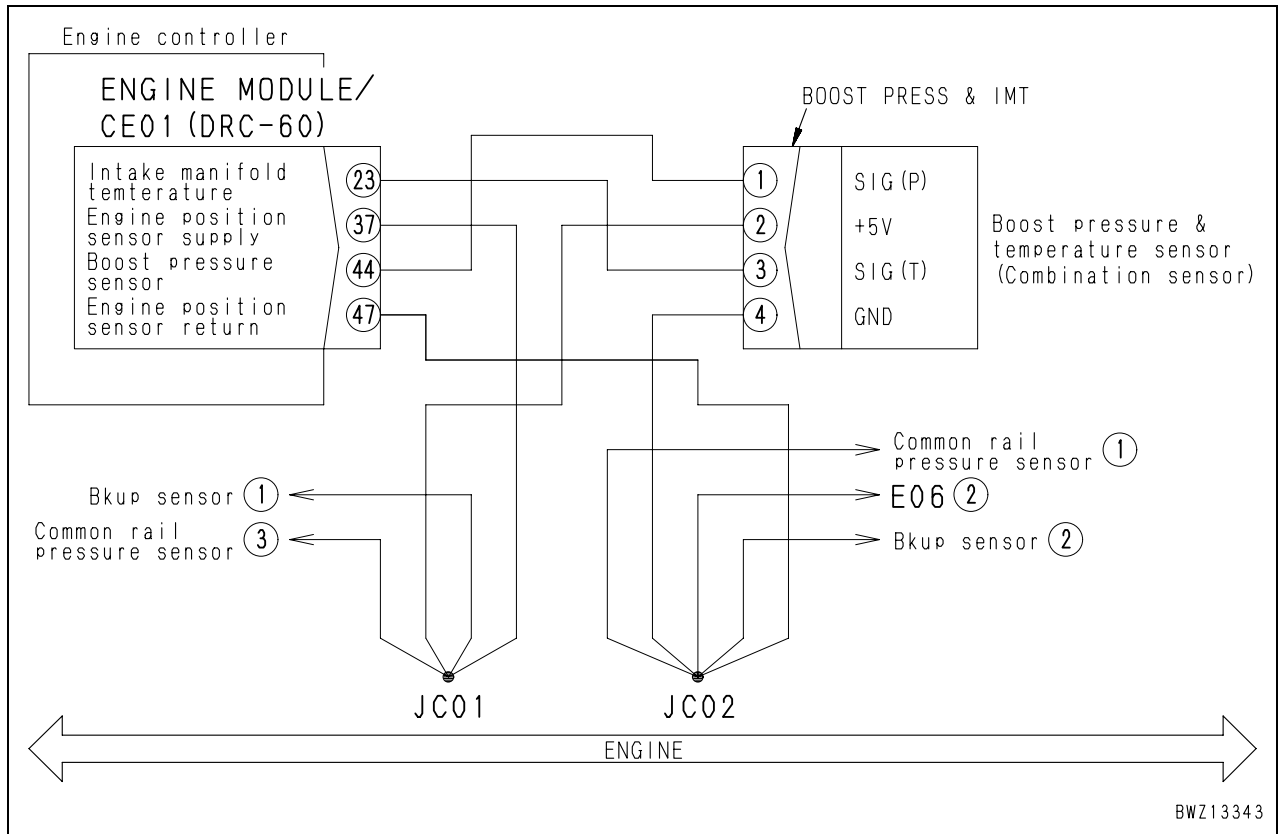 Engine controller
ENGINE MODULE/
CE01(DRC-60)
Intake manifold
temterature
Engine position
sensor supply
Boost pressure
sensor
Engine position
sensor return
23
37
44
47
BOOST PRESS & IMT
1
2
3
4
SIG(P)
+5V
SIG(T)
GND
Boost pressure &
temperature sensor
(Combination sensor)
Bkup sensor 1
Common rail
pressure sensor 3
Common rail
pressure sensor 1
E06 2
Bkup sensor 2
JC01
JC02
ENGINE
BWZ13343